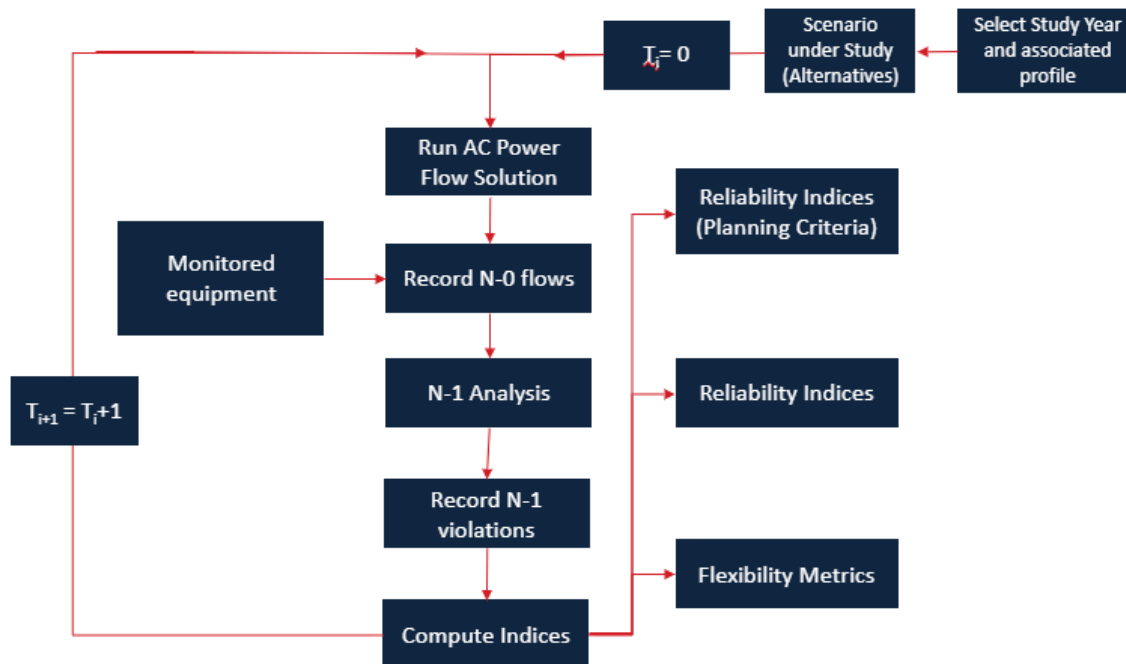 Select Study Year
and associated
profile
Scenario
under Study
(Alternatives)
Tᵢ= 0
Run AC Power
Flow Solution
Monitored
equipment
Record N-0 flows
N-1 Analysis
Record N-1
violations
Compute Indices
Tᵢ₊₁ = Tᵢ+1
Reliability Indices
(Planning Criteria)
Reliability Indices
Flexibility Metrics